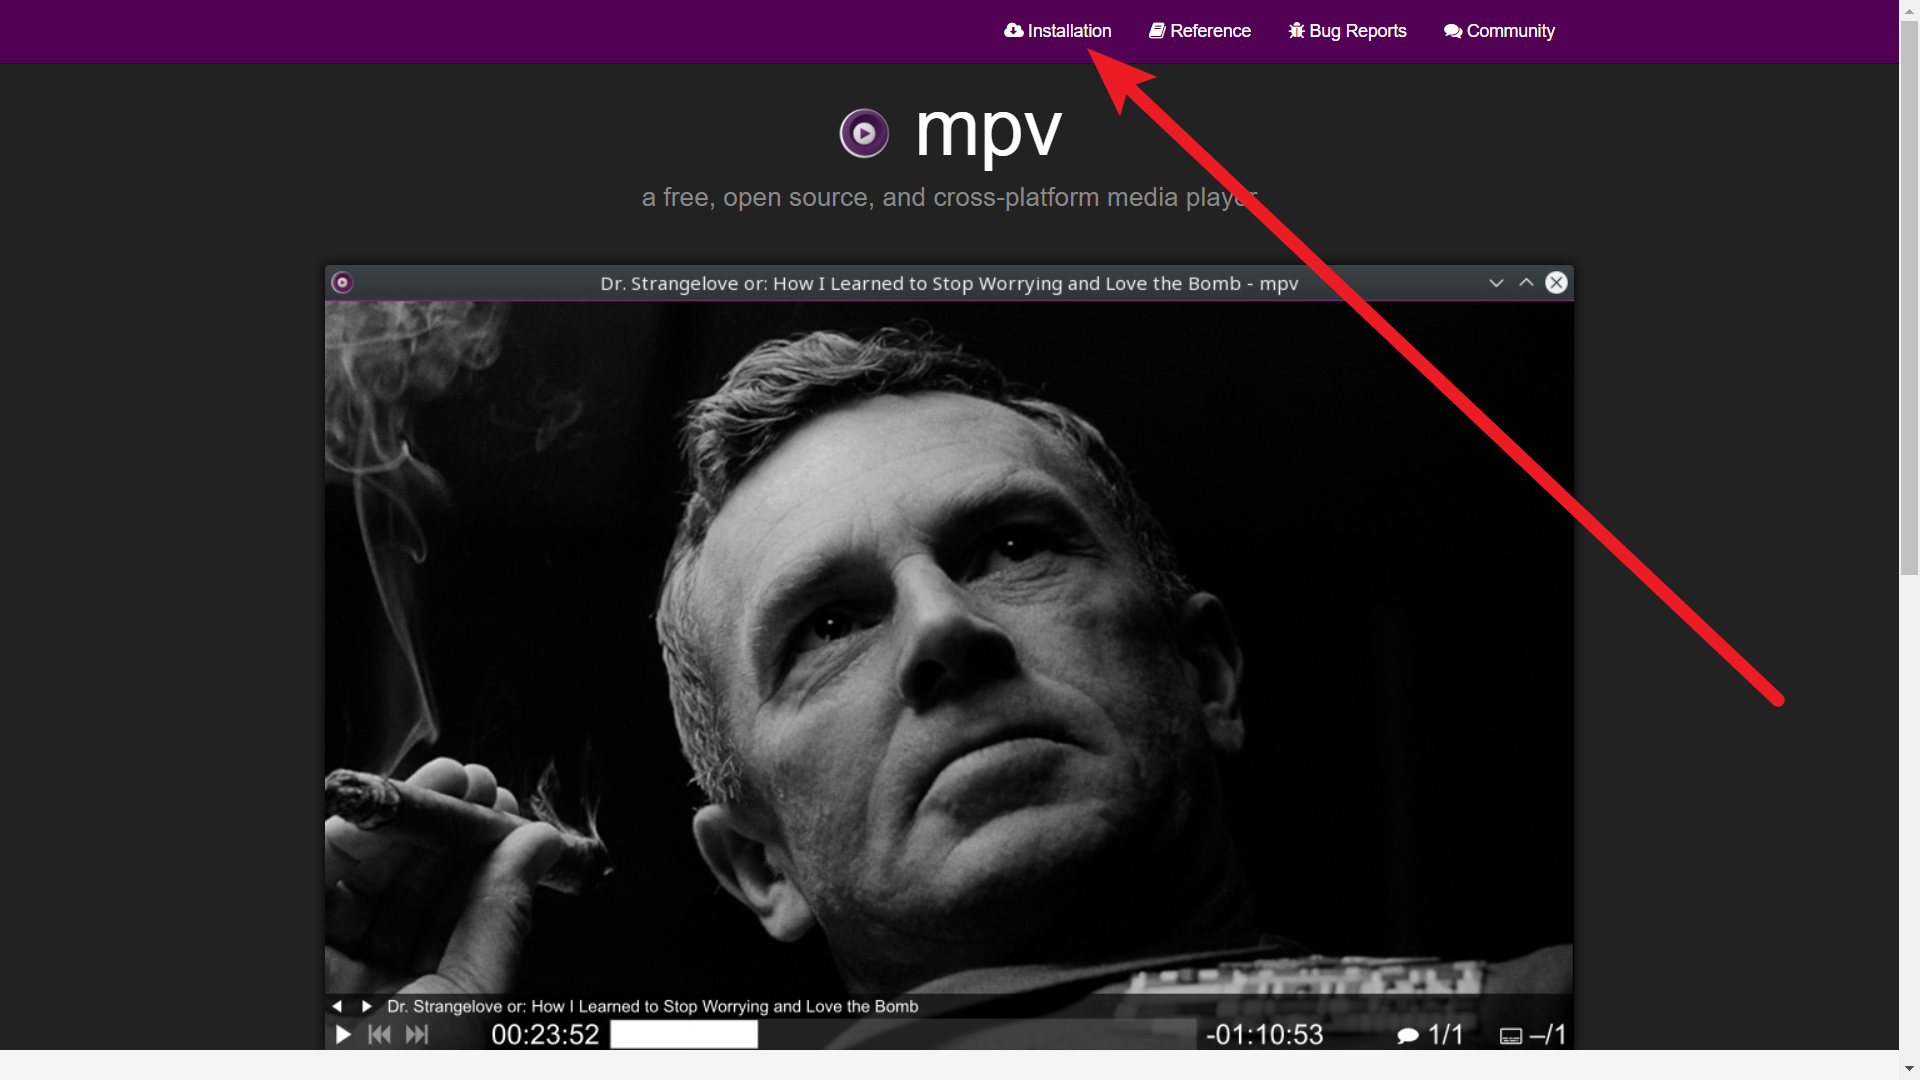 Installation Reference Bug Reports Community
mpv
a free, open source, and cross-platform media player
Dr. Strangelove or: How I Learned to Stop Worrying and Love the Bomb - mpv
Dr. Strangelove or: How I Learned to Stop Worrying and Love the Bomb
00:23:52 -01:10:53 1/1 –/1